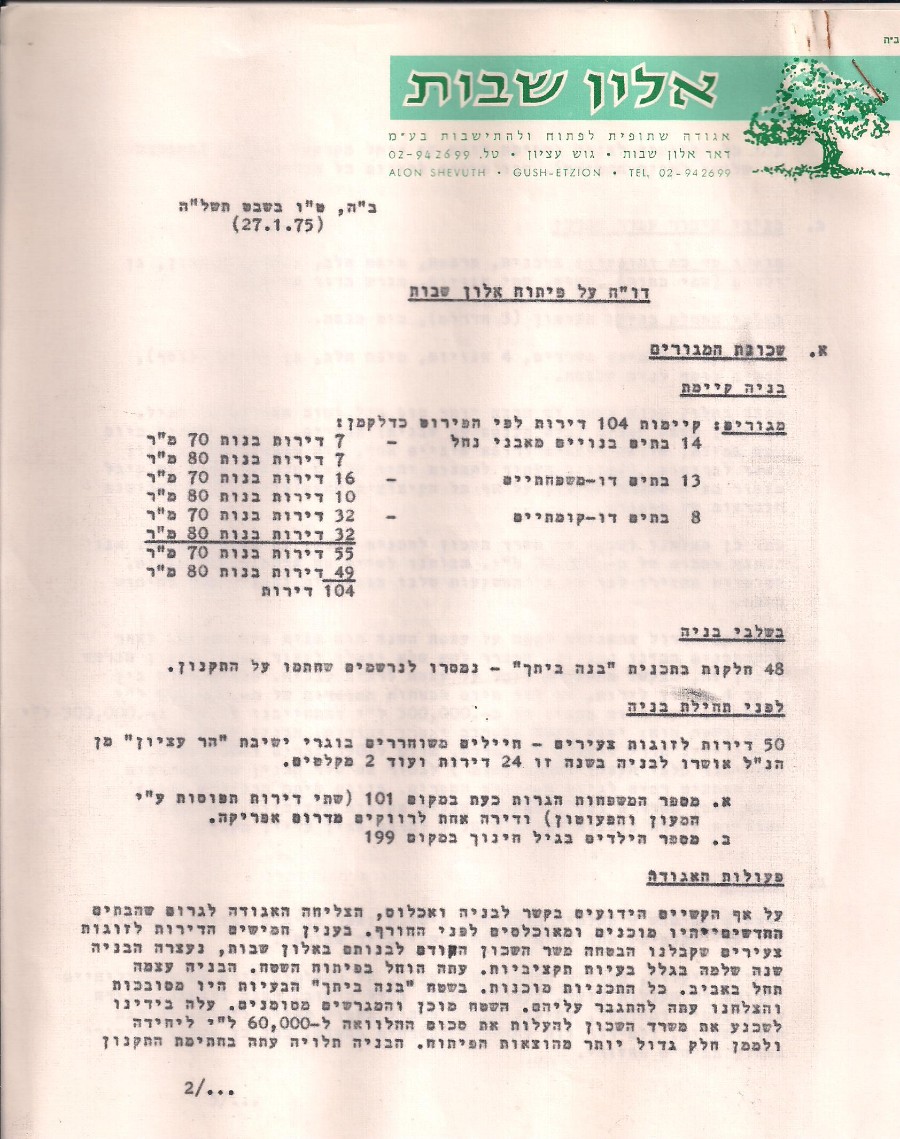 ב״ה
אלון שבות
אגודה שתופית לפתוח ולהתישבות בע״מ
דאר אלון שבות • גוש עציון • טל. 02-942699
ALON SHEVUTH • GUSH-ETZION • TEL, 02-942699
ב"ה, ט"ו בשבט תשל"ה
(27.1.75)
דו"ח על פיתוח אלון שבות
א. שכונת המגורים
בניה קיימת
מגורים: קיימות 104 דירות לפי הפירוט כדלקמן:
14 בתים בנויים מאבני נחל - 7 דירות בנות 70 מ"ר
7 דירות בנות 80 מ"ר
13 בתים דו-משפחתיים - 16 דירות בנות 70 מ"ר
10 דירות בנות 80 מ"ר
8 בתים דו-קומתיים - 32 דירות בנות 70 מ"ר
32 דירות בנות 80 מ"ר
55 דירות בנות 70 מ"ר
49 דירות בנות 80 מ"ר
104 דירות
בשלבי בניה
48 חלקות בתכנית "בנה ביתך" - נמסרו לנרשמים שחתמו על התקנון.
לפני תחילת בניה
50 דירות לזוגות צעירים - חיילים משוחררים בוגרי ישיבת "הר עציון" מן
הנ"ל אושרו לבניה בשנה זו 24 דירות ועוד 2 מקלטים.
א. מספר המשפחות הגרות כעת במקום 101 (שתי דירות תפוסות ע"י
המעון והפעוטון) ודירה אחת לרווקים מדרום אפריקה.
ב. מספר הילדים בגיל חינוך במקום 199
פעולות האגודה
על אף הקשיים הידועים בקשר לבניה ואכלוס, הצליחה האגודה לגרום שהבתים
החדשים יהיו מוכנים ומאוכלסים לפני החורף. בענין חמישים הדירות לזוגות
צעירים שקבלנו הבטחה משר השכון הקודם לבנותם באלון שבות, נעצרה הבניה
שנה שלמה בגלל בעיות תקציביות. עתה הוחל בפיתוח השטח. הבניה עצמה
תחל באביב. כל התכניות מוכנות. בשטח "בנה ביתך" הבעיות היו מסובכות
והצלחנו עתה להתגבר עליהם. השטח מוכן והמגרשים מסומנים. עלה בידינו
לשכנע את משרד השכון להעלות את סכום ההלוואה ל-60,000 ל"י ליחידה
ולממן חלק גדול יותר מהוצאות הפיתוח. הבניה תלויה עתה בחתימת התקנון
2/...